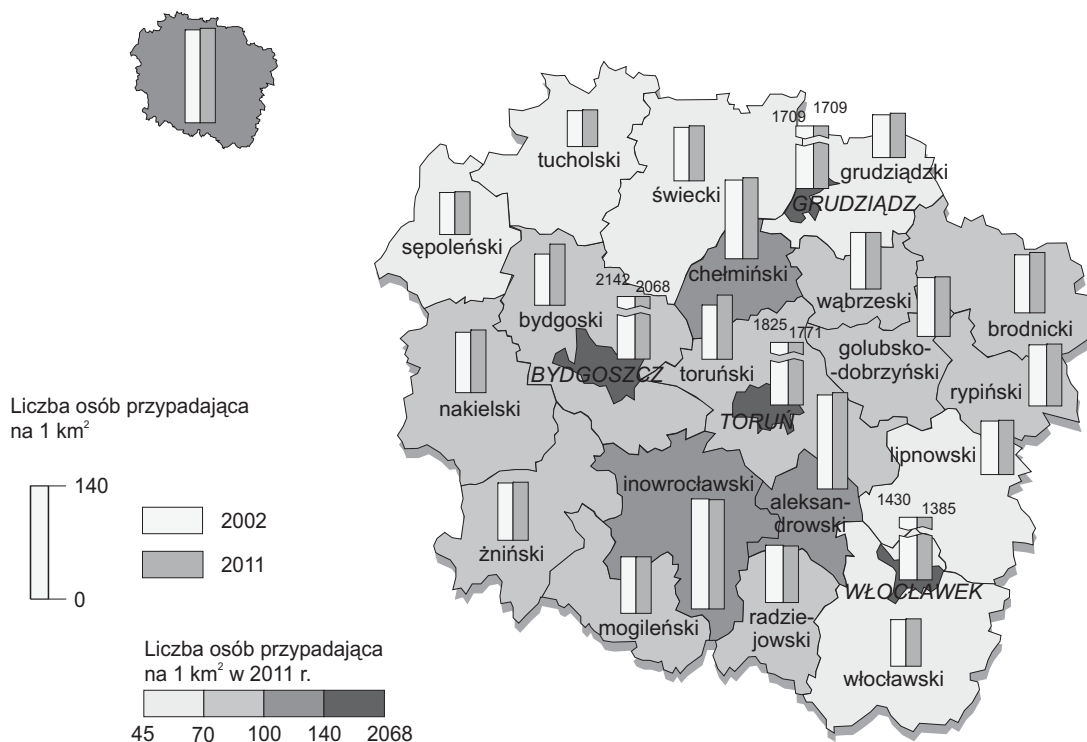 1709
1709
tucholski
świecki
grudziądzki
GRUDZIĄDZ
sępoleński
chełmiński
wąbrzeski
bydgoski
2142
2068
BYDGOSZCZ
toruński
1825
1771
TORUŃ
golubsko-
-dobrzyński
brodnicki
rypiński
nakielski
lipnowski
inowrocławski
aleksan-
drowski
1430
1385
WŁOCŁAWEK
żniński
mogileński
radzie-
jowski
włocławski
Liczba osób przypadająca
na 1 km²
140
0
2002
2011
Liczba osób przypadająca
na 1 km² w 2011 r.
45 70 100 140 2068